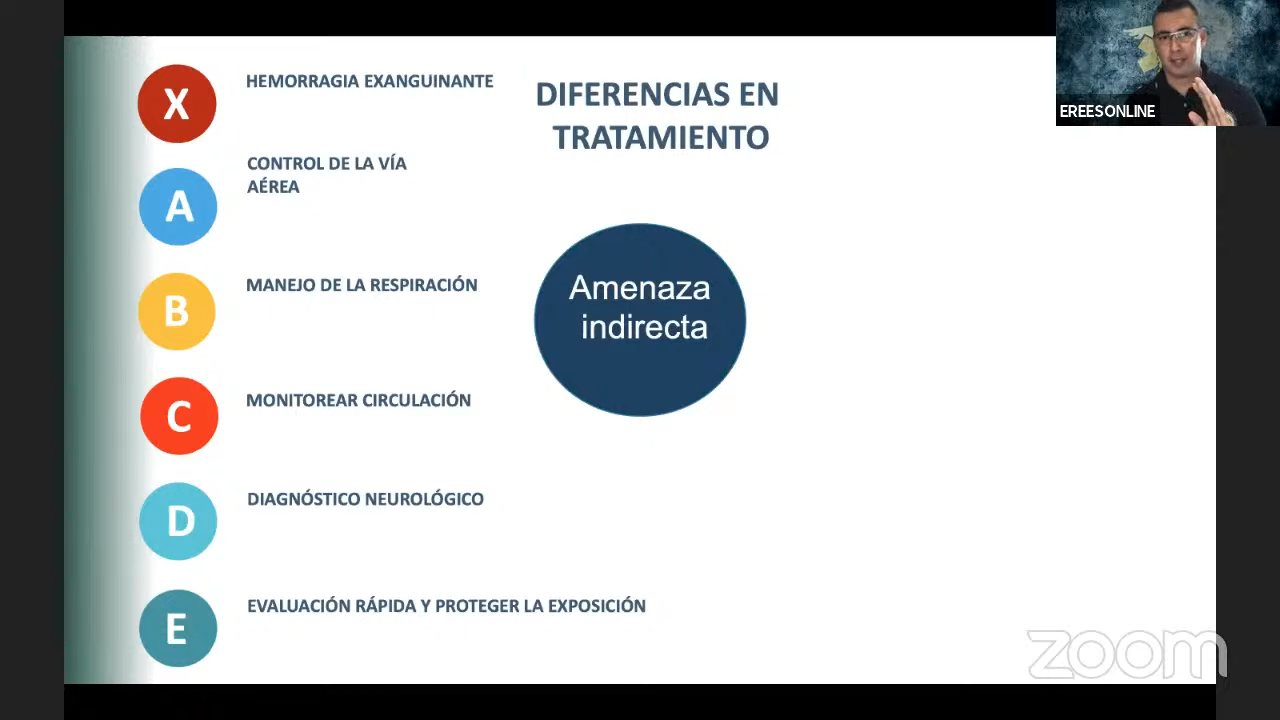 X
HEMORRAGIA EXANGUINANTE
DIFERENCIAS EN
TRATAMIENTO
A
CONTROL DE LA VÍA
AÉREA
B
MANEJO DE LA RESPIRACIÓN
Amenaza
indirecta
C
MONITOREAR CIRCULACIÓN
D
DIAGNÓSTICO NEUROLÓGICO
E
EVALUACIÓN RÁPIDA Y PROTEGER LA EXPOSICIÓN
EREESONLINE
zoom